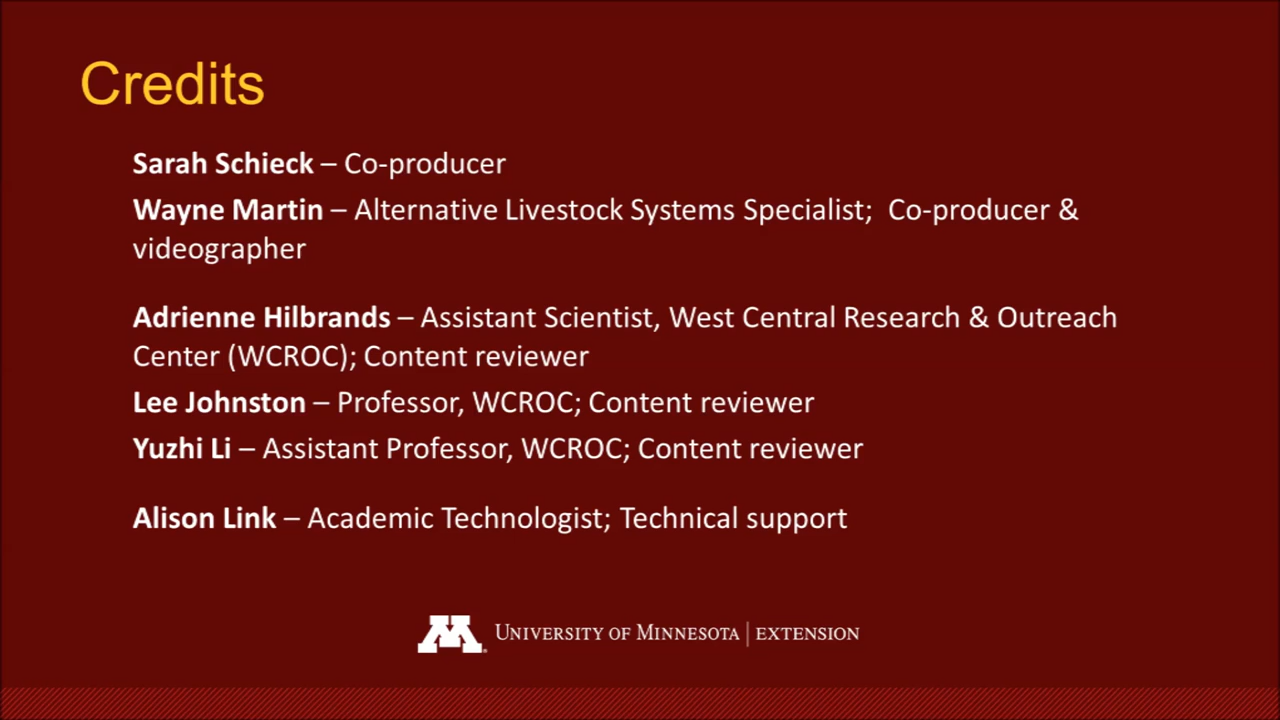 Credits
Sarah Schieck – Co-producer
Wayne Martin – Alternative Livestock Systems Specialist;  Co-producer &
videographer
Adrienne Hilbrands – Assistant Scientist, West Central Research & Outreach
Center (WCROC); Content reviewer
Lee Johnston – Professor, WCROC; Content reviewer
Yuzhi Li – Assistant Professor, WCROC; Content reviewer
Alison Link – Academic Technologist; Technical support
M UNIVERSITY OF MINNESOTA | EXTENSION